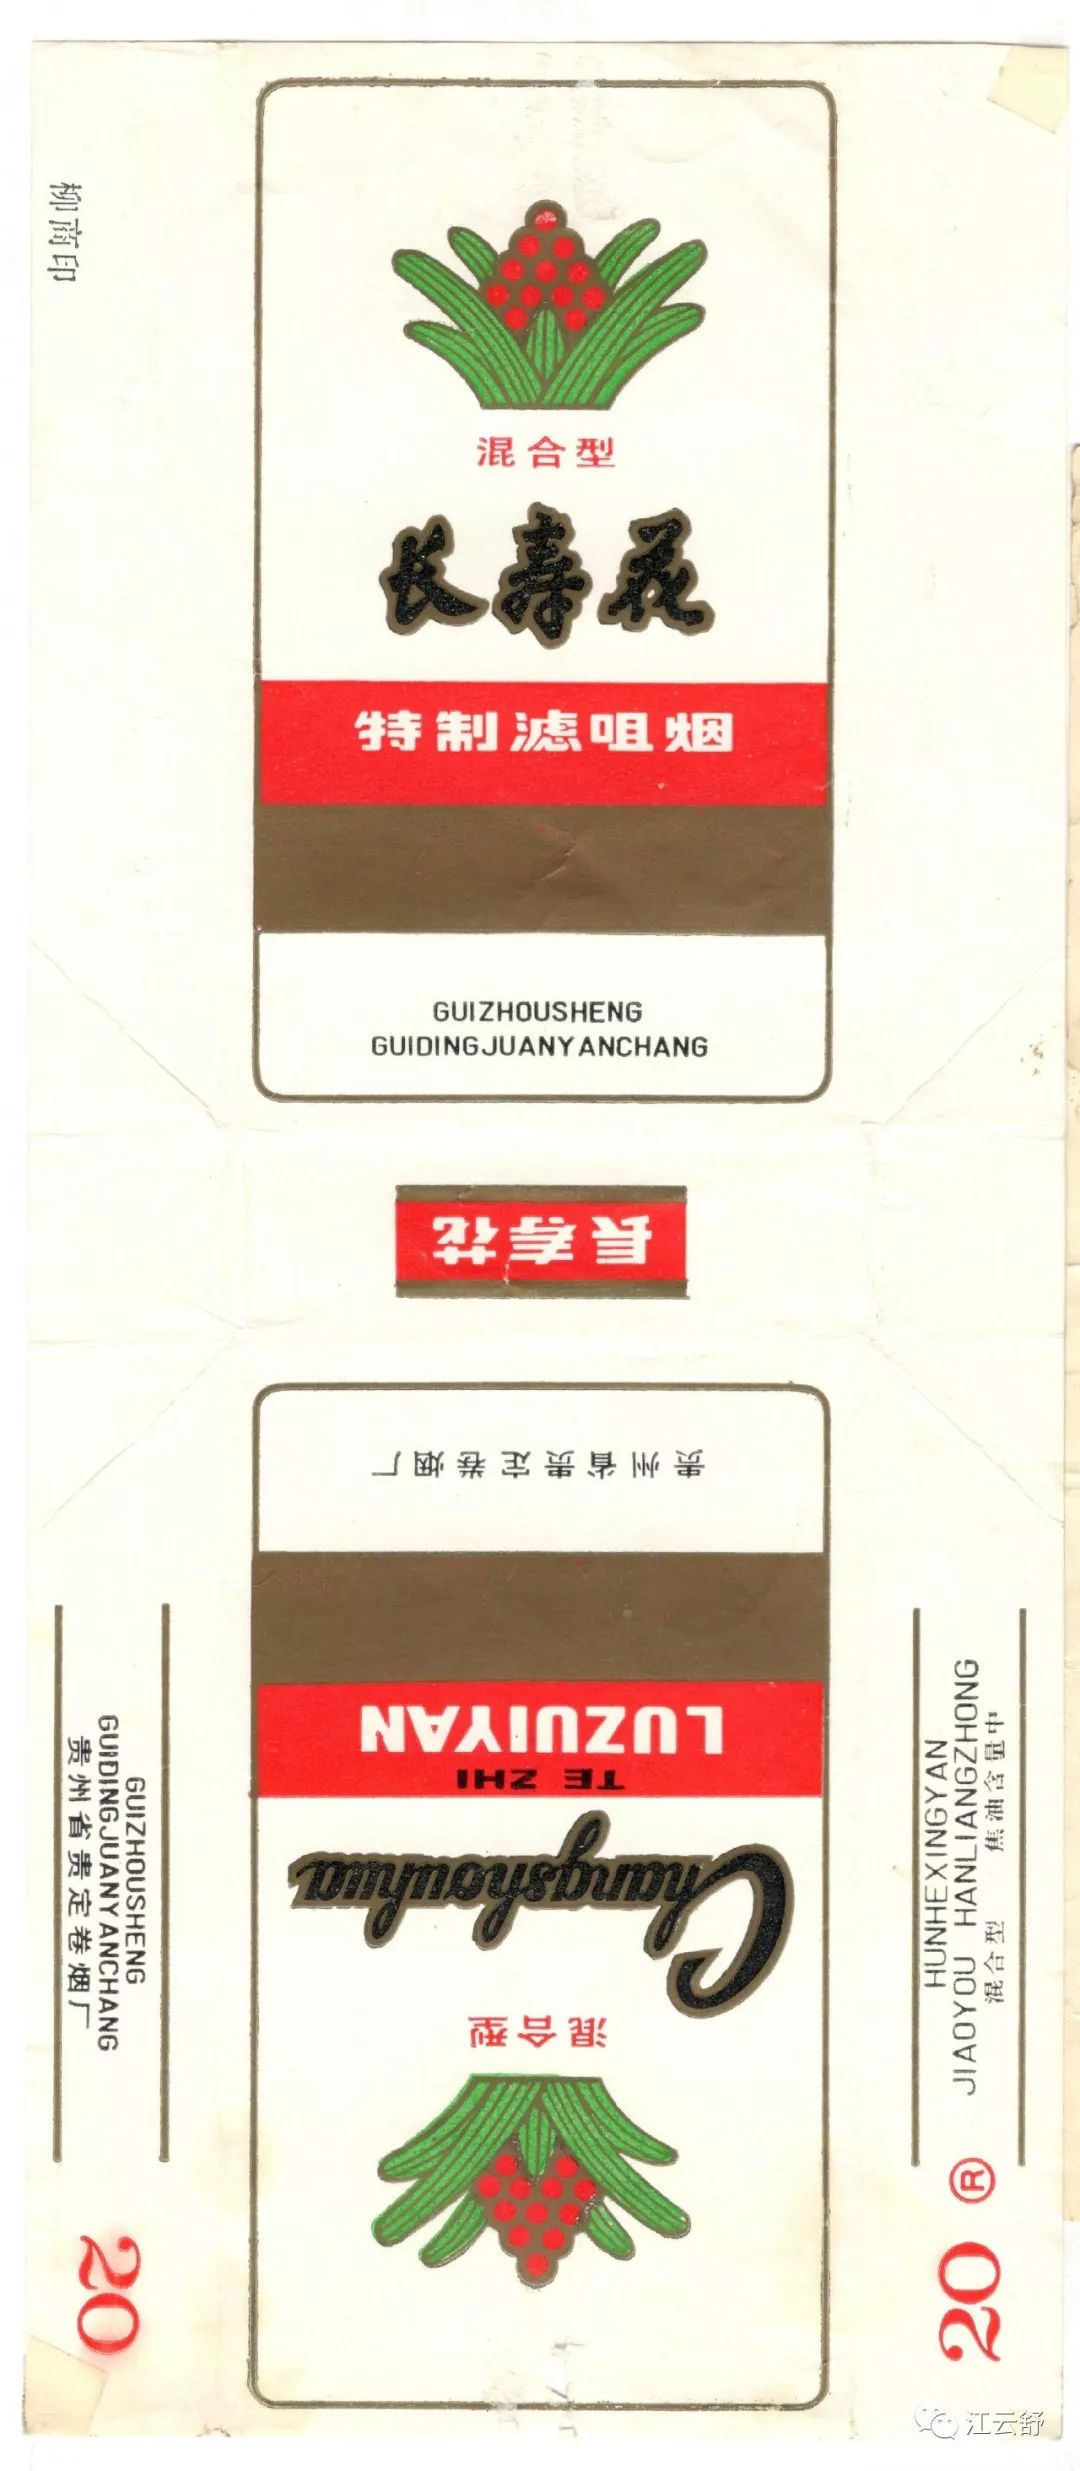 柳商印
混合型
长寿花
特制滤咀烟
GUIZHOUSHENG
GUIDINGJUANYANCHANG
長寿花
贵州省贵定卷烟厂
LUZUIYAN
TE ZHI
Changshouhua
混合型
GUIZHOUSHENG
GUIDINGJUANYANCHANG
贵州省贵定卷烟厂
20
HUNHEXINGYAN
JIAOYOU HANLIANGZHONG
混合型 焦油含量中
®
20
江云舒